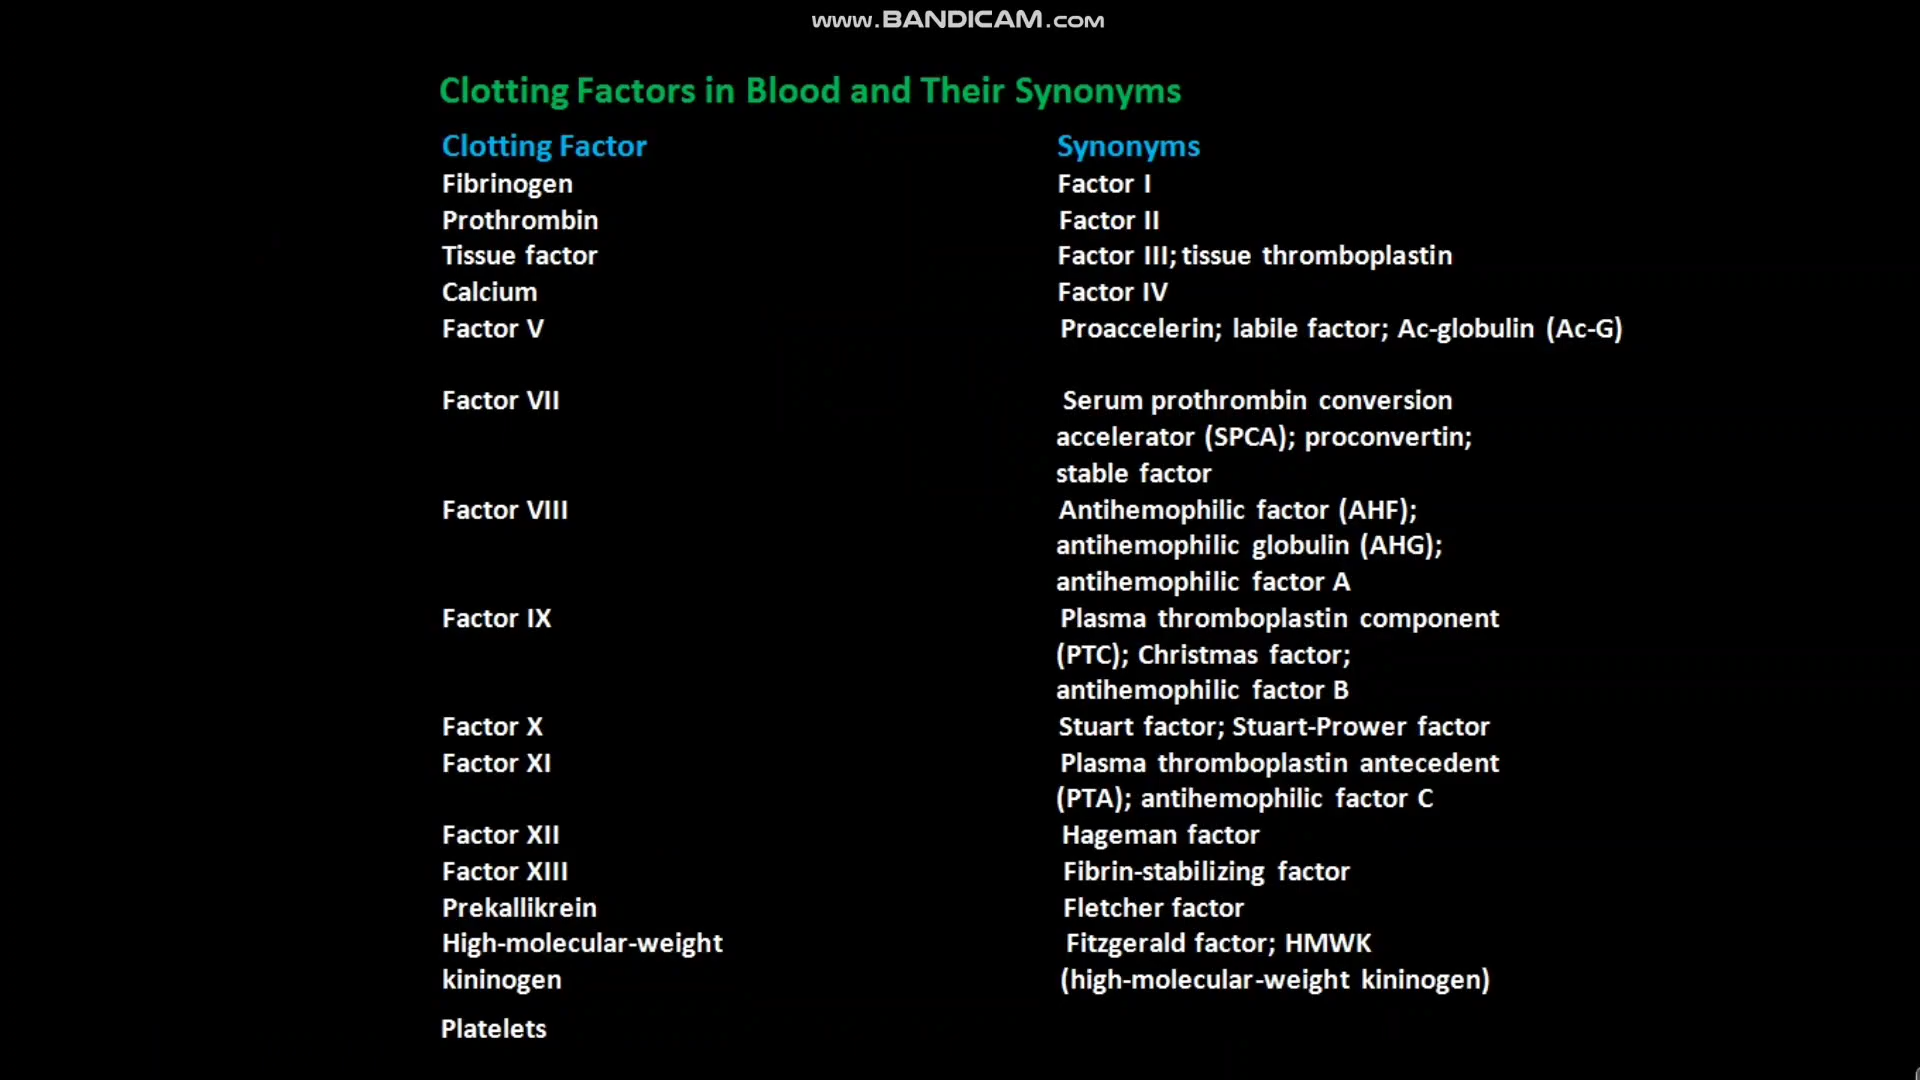 www.BANDICAM.com
Clotting Factors in Blood and Their Synonyms
Clotting Factor Synonyms
Fibrinogen Factor I
Prothrombin Factor II
Tissue factor Factor III; tissue thromboplastin
Calcium Factor IV
Factor V Proaccelerin; labile factor; Ac-globulin (Ac-G)
Factor VII Serum prothrombin conversion
accelerator (SPCA); proconvertin;
stable factor
Factor VIII Antihemophilic factor (AHF);
antihemophilic globulin (AHG);
antihemophilic factor A
Factor IX Plasma thromboplastin component
(PTC); Christmas factor;
antihemophilic factor B
Factor X Stuart factor; Stuart-Prower factor
Factor XI Plasma thromboplastin antecedent
(PTA); antihemophilic factor C
Factor XII Hageman factor
Factor XIII Fibrin-stabilizing factor
Prekallikrein Fletcher factor
High-molecular-weight Fitzgerald factor; HMWK
kininogen (high-molecular-weight kininogen)
Platelets